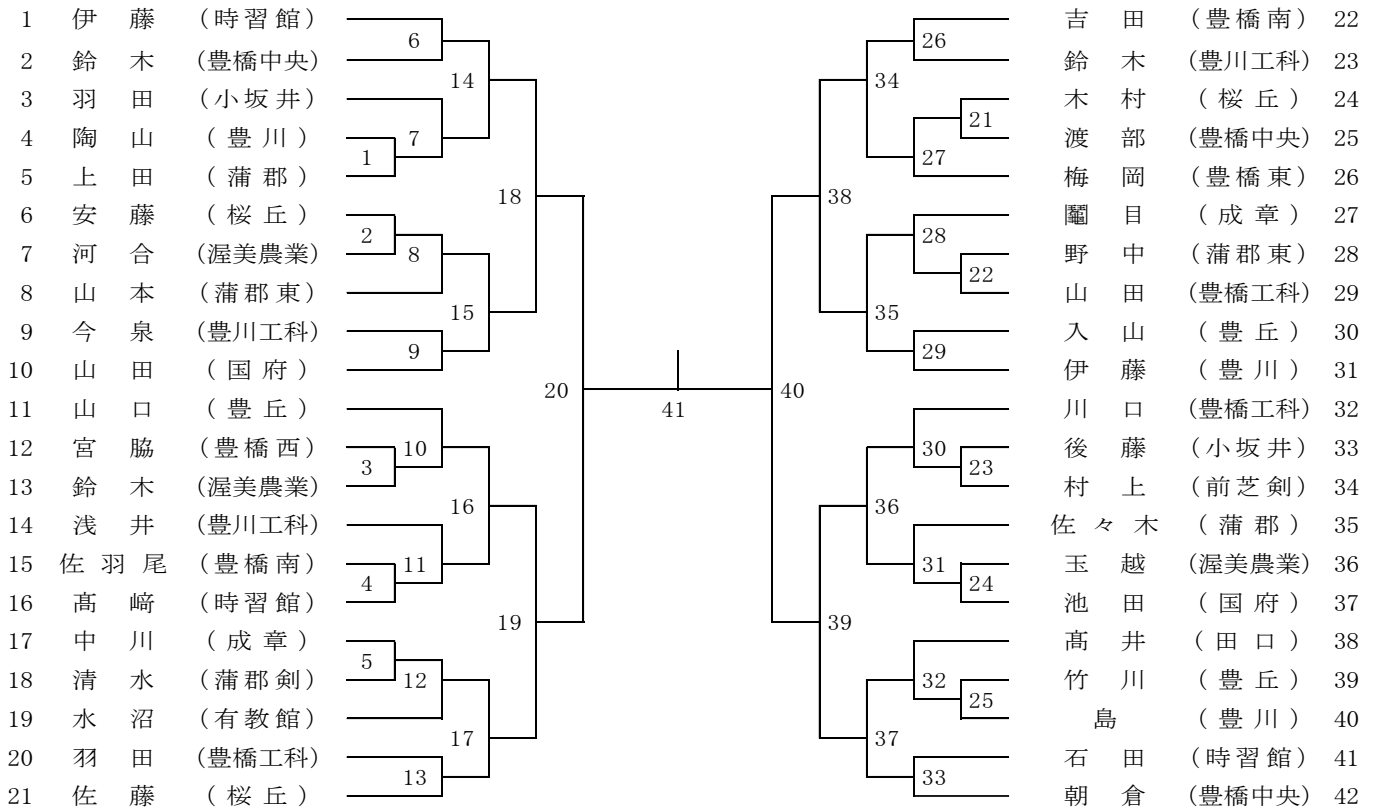 1 伊藤 (時習館) 吉田 (豊橋南) 22
6 26
2 鈴木 (豊橋中央) 鈴木 (豊川工科) 23
14 34
3 羽田 (小坂井) 木村 (桜丘) 24
21
4 陶山 (豊川) 7 渡部 (豊橋中央) 25
1 27
5 上田 (蒲郡) 梅岡 (豊橋東) 26
18 38
6 安藤 (桜丘) 目 (成章) 27
2 28
7 河合 (渥美農業) 8 野中 (蒲郡東) 28
22
8 山本 (蒲郡東) 山田 (豊橋工科) 29
15 35
9 今泉 (豊川工科) 入山 (豊丘) 30
9 29
10 山田 (国府) 伊藤 (豊川) 31
20 40
41
11 山口 (豊丘) 川口 (豊橋工科) 32
12 宮脇 (豊橋西) 10 30 後藤 (小坂井) 33
3 23
13 鈴木 (渥美農業) 村上 (前芝剣) 34
16 36
14 浅井 (豊川工科) 佐々木 (蒲郡) 35
15 佐羽尾 (豊橋南) 11 31 玉越 (渥美農業) 36
4 24
16 髙﨑 (時習館) 池田 (国府) 37
19 39
17 中川 (成章) 髙井 (田口) 38
5
18 清水 (蒲郡剣) 12 32 竹川 (豊丘) 39
25
19 水沼 (有教館) 島 (豊川) 40
17 37
20 羽田 (豊橋工科) 石田 (時習館) 41
13 33
21 佐藤 (桜丘) 朝倉 (豊橋中央) 42